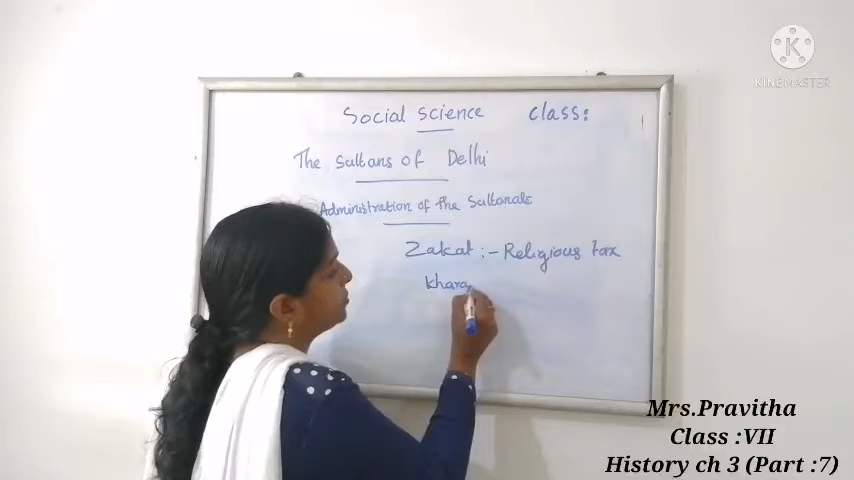 KINEMASTER
Social Science Class:
The Sultans of Delhi
Administration of the Sultanate
Zakat :- Religious tax
Khara
Mrs.Pravitha
Class :VII
History ch 3 (Part :7)